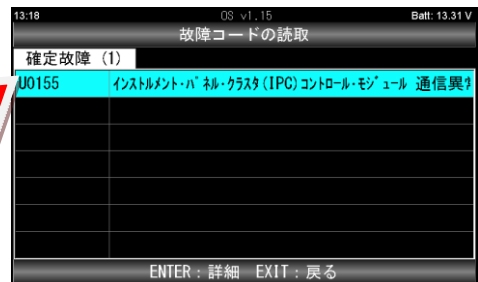 13:18 OS v1.15 Batt: 13.31 V
故障コードの読取
確定故障 (1)
U0155 インストルメント・パネル・クラスタ(IPC)コントロール・モジュール 通信異
ENTER:詳細 EXIT:戻る